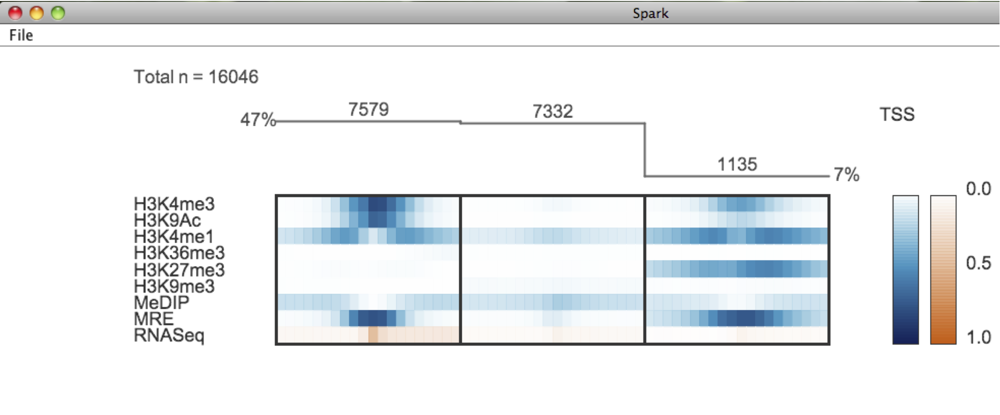 Spark
File
Total n = 16046
47%
7579
7332
1135
7%
TSS
H3K4me3
H3K9Ac
H3K4me1
H3K36me3
H3K27me3
H3K9me3
MeDIP
MRE
RNASeq
0.0
0.5
1.0